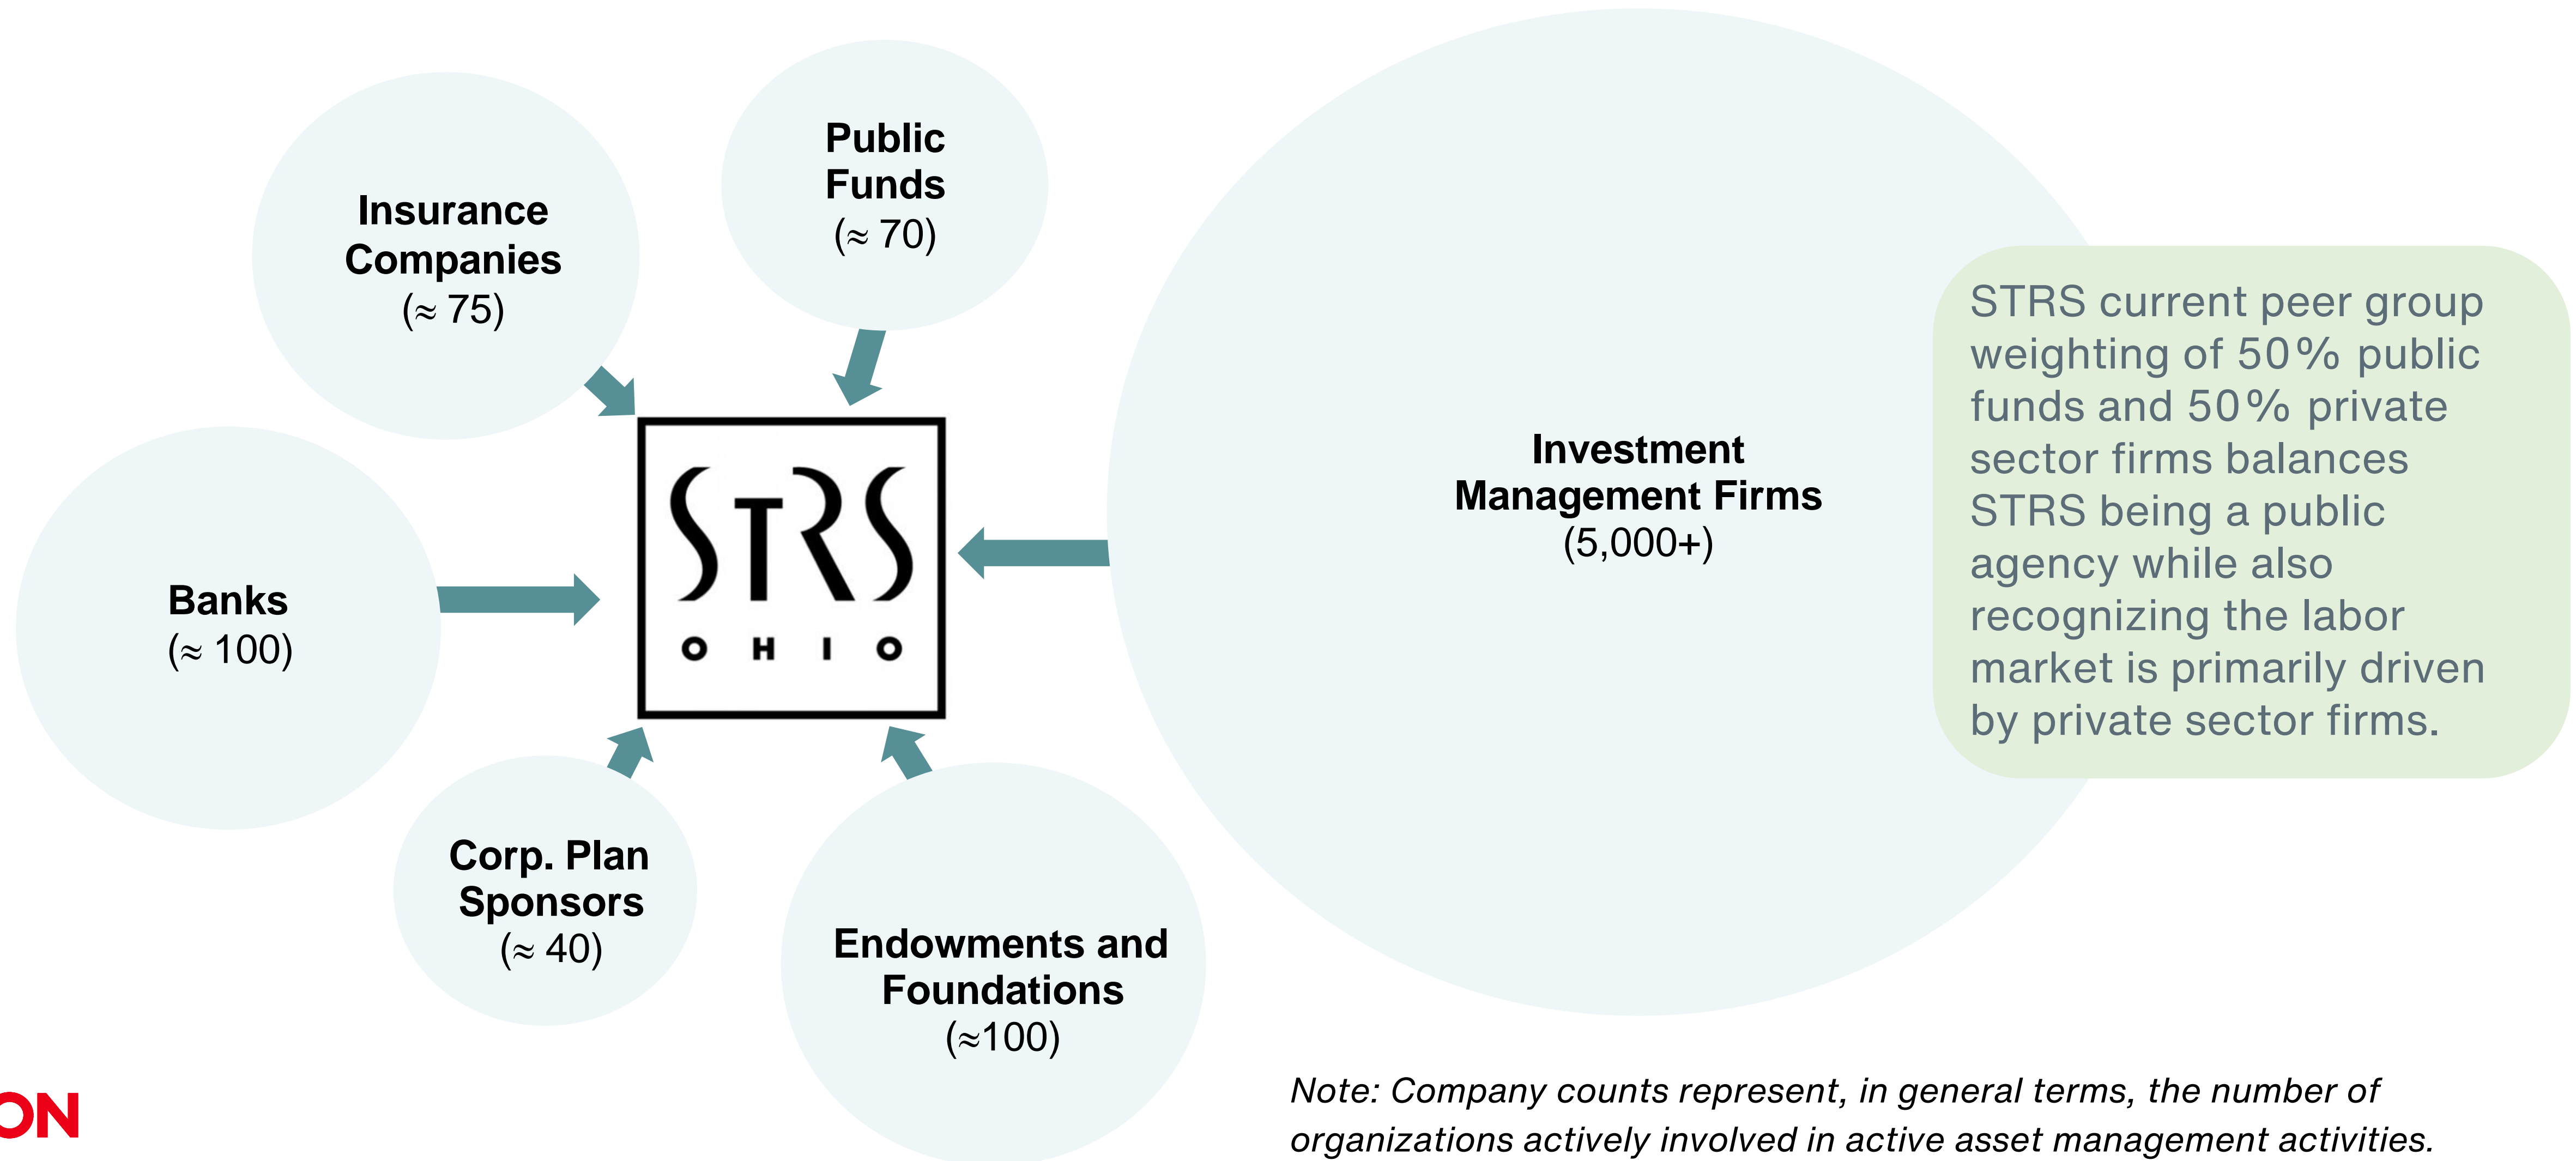 Public
Funds
(≈ 70)
Insurance
Companies
(≈ 75)
Banks
(≈ 100)
STRS
OHIO
Investment
Management Firms
(5,000+)
STRS current peer group
weighting of 50% public
funds and 50% private
sector firms balances
STRS being a public
agency while also
recognizing the labor
market is primarily driven
by private sector firms.
Corp. Plan
Sponsors
(≈ 40)
Endowments and
Foundations
(≈100)
ON
Note: Company counts represent, in general terms, the number of
organizations actively involved in active asset management activities.